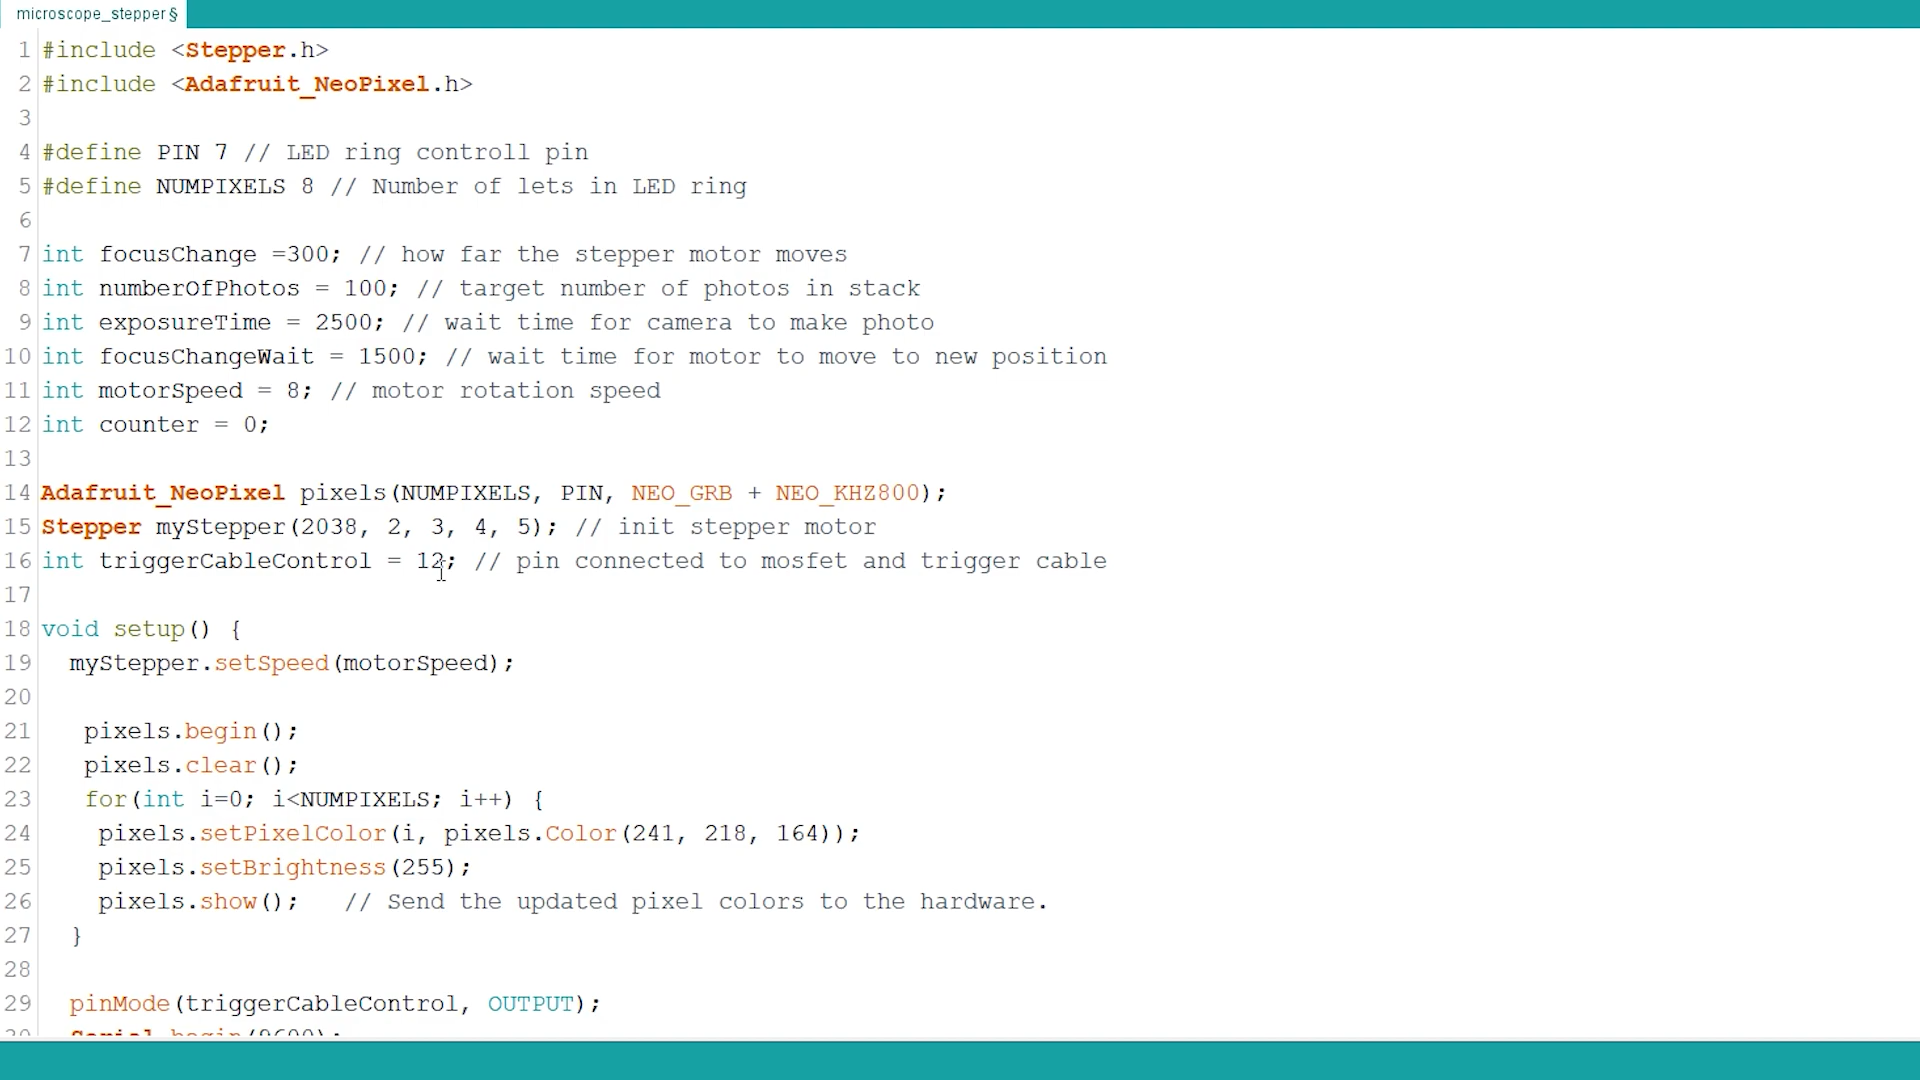 microscope_stepper §
1 #include <Stepper.h>
2 #include <Adafruit_NeoPixel.h>
3
4 #define PIN 7 // LED ring controll pin
5 #define NUMPIXELS 8 // Number of lets in LED ring
6
7 int focusChange =300; // how far the stepper motor moves
8 int numberOfPhotos = 100; // target number of photos in stack
9 int exposureTime = 2500; // wait time for camera to make photo
10 int focusChangeWait = 1500; // wait time for motor to move to new position
11 int motorSpeed = 8; // motor rotation speed
12 int counter = 0;
13
14 Adafruit_NeoPixel pixels(NUMPIXELS, PIN, NEO_GRB + NEO_KHZ800);
15 Stepper myStepper(2038, 2, 3, 4, 5); // init stepper motor
16 int triggerCableControl = 12; // pin connected to mosfet and trigger cable
17
18 void setup() {
19 myStepper.setSpeed(motorSpeed);
20
21 pixels.begin();
22 pixels.clear();
23 for(int i=0; i<NUMPIXELS; i++) {
24 pixels.setPixelColor(i, pixels.Color(241, 218, 164));
25 pixels.setBrightness(255);
26 pixels.show(); // Send the updated pixel colors to the hardware.
27 }
28
29 pinMode(triggerCableControl, OUTPUT);
30 Serial.begin(9600);